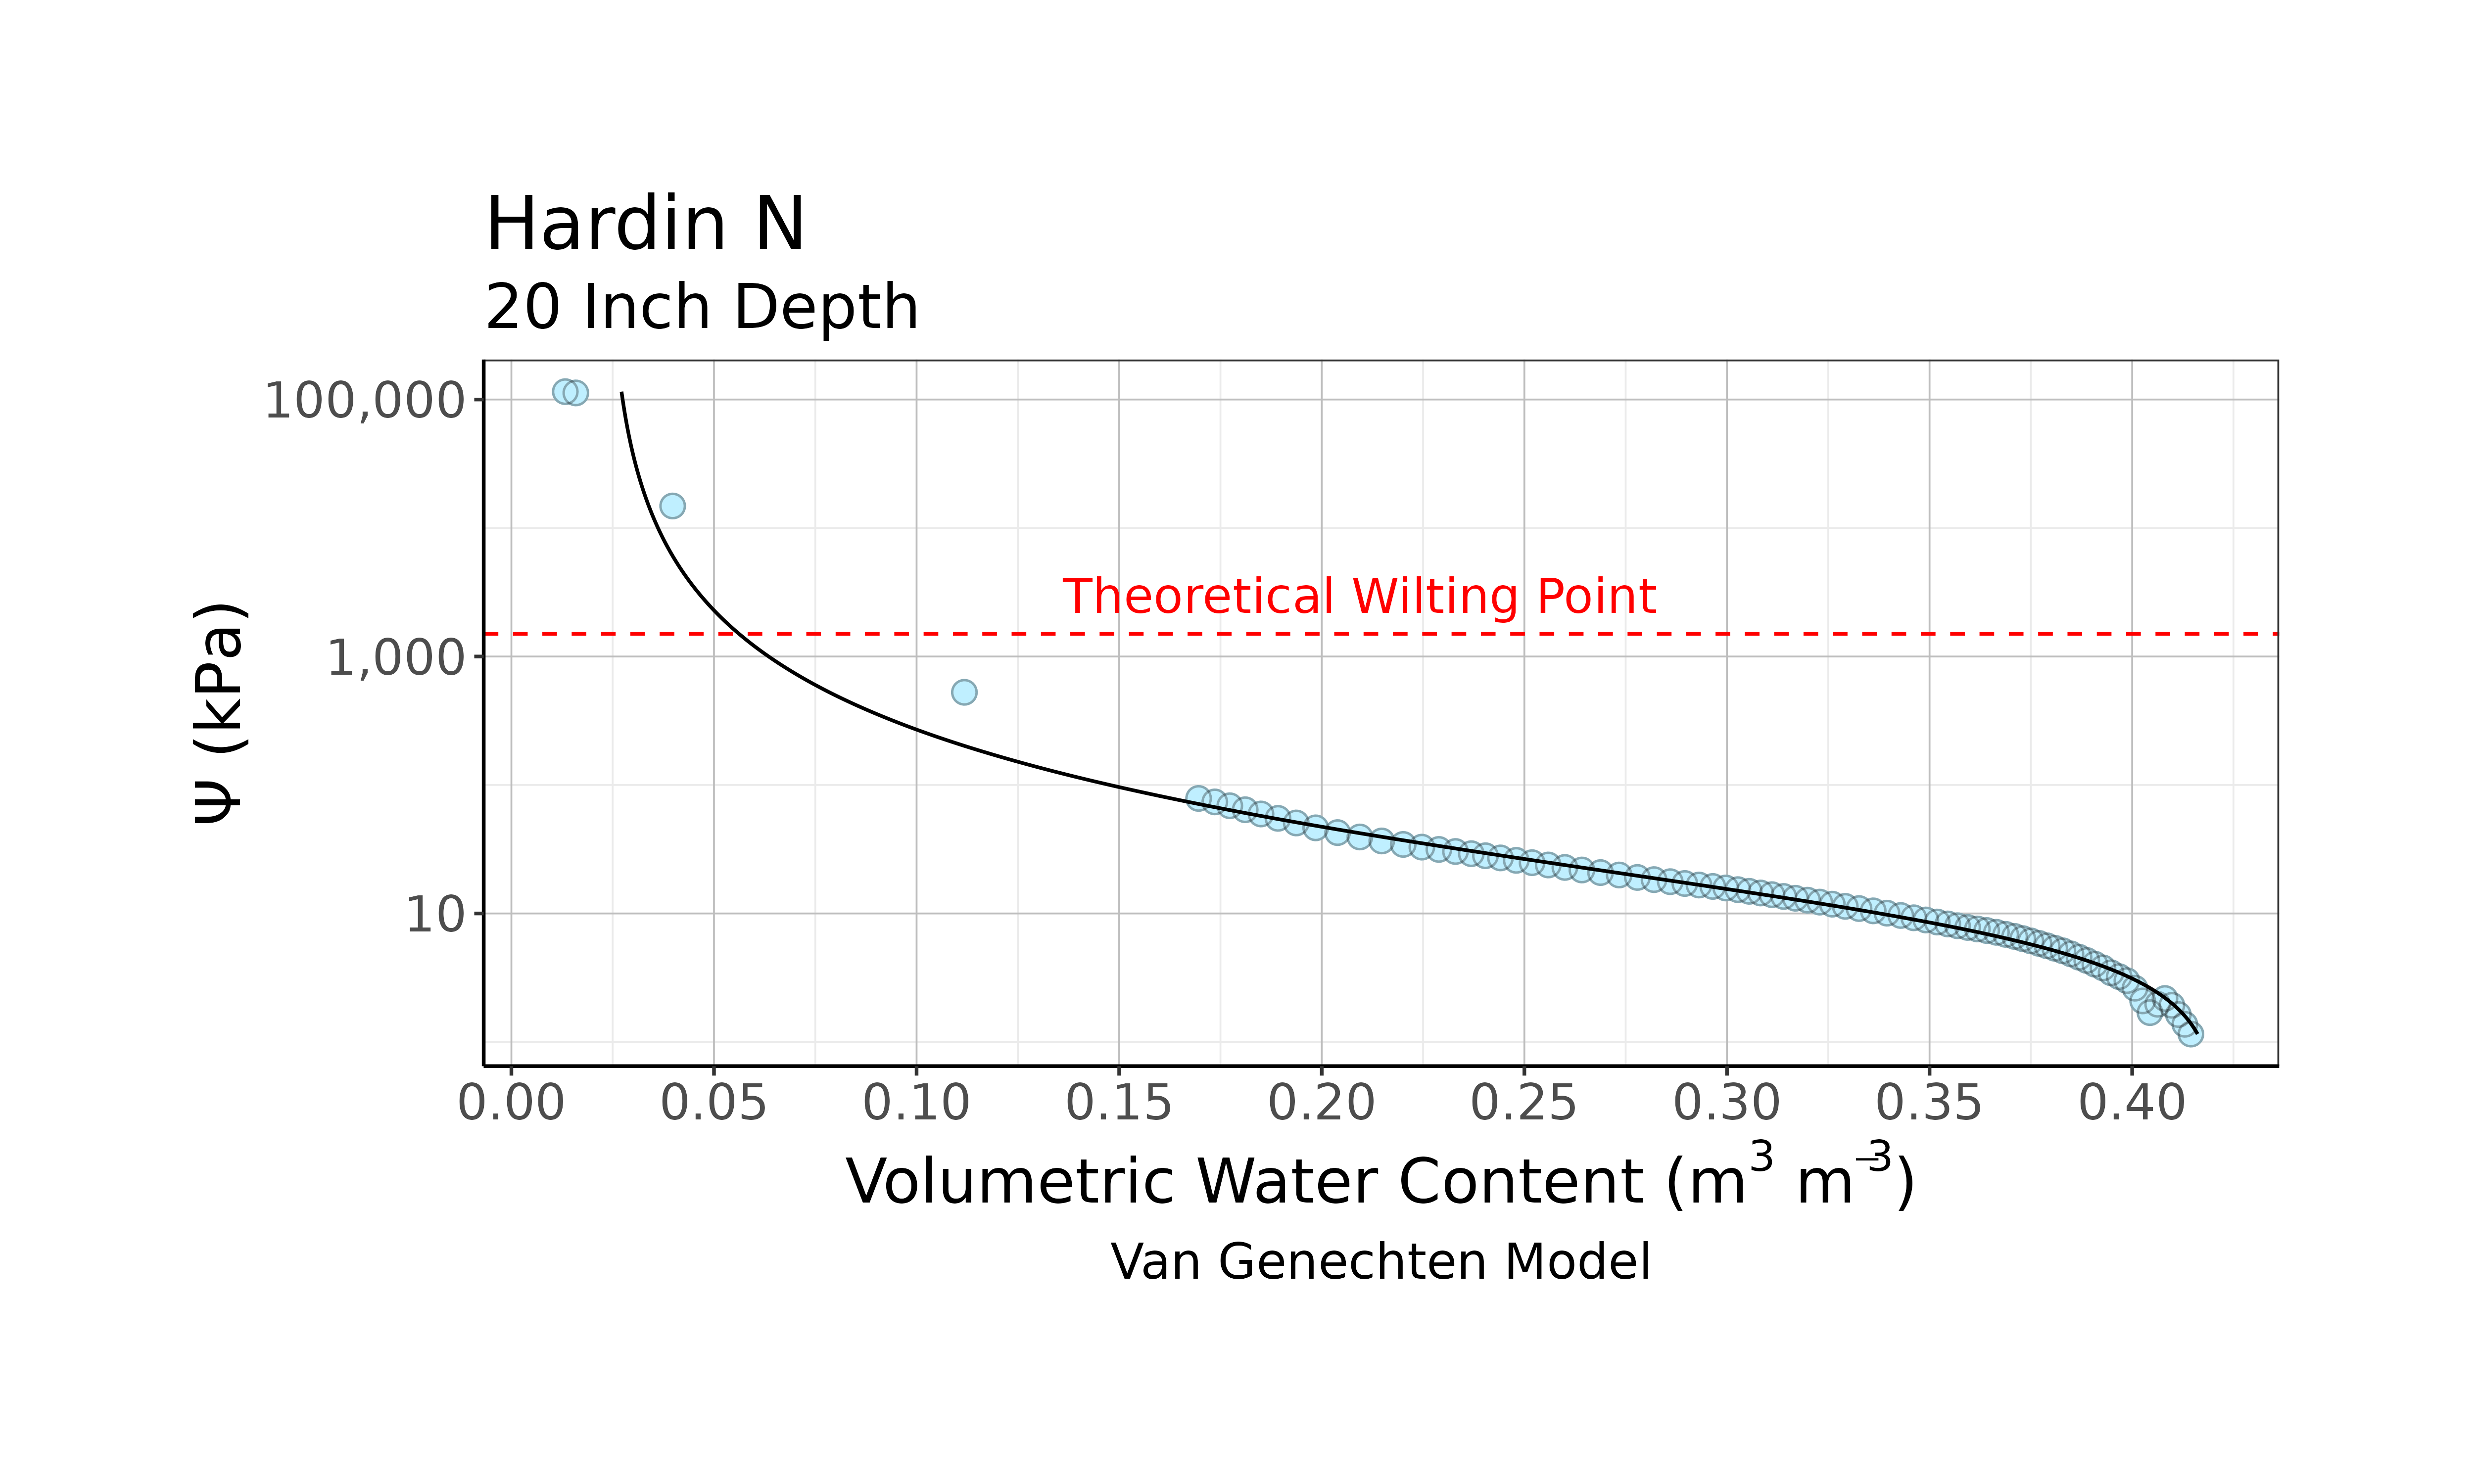 Hardin N
20 Inch Depth
100,000
1,000
10
Ψ (kPa)
Theoretical Wilting Point
0.00 0.05 0.10 0.15 0.20 0.25 0.30 0.35 0.40
Volumetric Water Content (m³ m⁻³)
Van Genechten Model